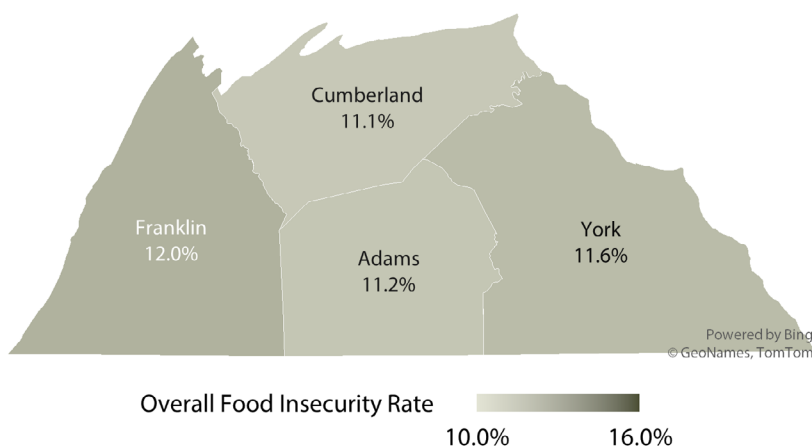 Cumberland
11.1%
Franklin
12.0%
Adams
11.2%
York
11.6%
Powered by Bing
© GeoNames, TomTom
Overall Food Insecurity Rate
10.0%
16.0%